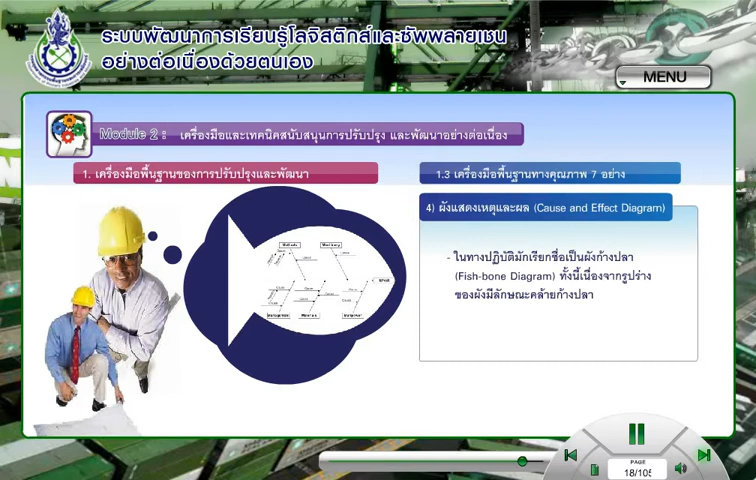 ระบบพัฒนาการเรียนรู้โลจิสติกส์และซัพพลายเชน
อย่างต่อเนื่องด้วยตนเอง
MENU
Module 2 : เครื่องมือและเทคนิคสนับสนุนการปรับปรุง และพัฒนาอย่างต่อเนื่อง
1. เครื่องมือพื้นฐานของการปรับปรุงและพัฒนา
1.3 เครื่องมือพื้นฐานทางคุณภาพ 7 อย่าง
4) ผังแสดงเหตุและผล (Cause and Effect Diagram)
- ในทางปฏิบัติมักเรียกชื่อเป็นผังก้างปลา
(Fish-bone Diagram) ทั้งนี้เนื่องจากรูปร่าง
ของผังมีลักษณะคล้ายก้างปลา
PAGE
18/105